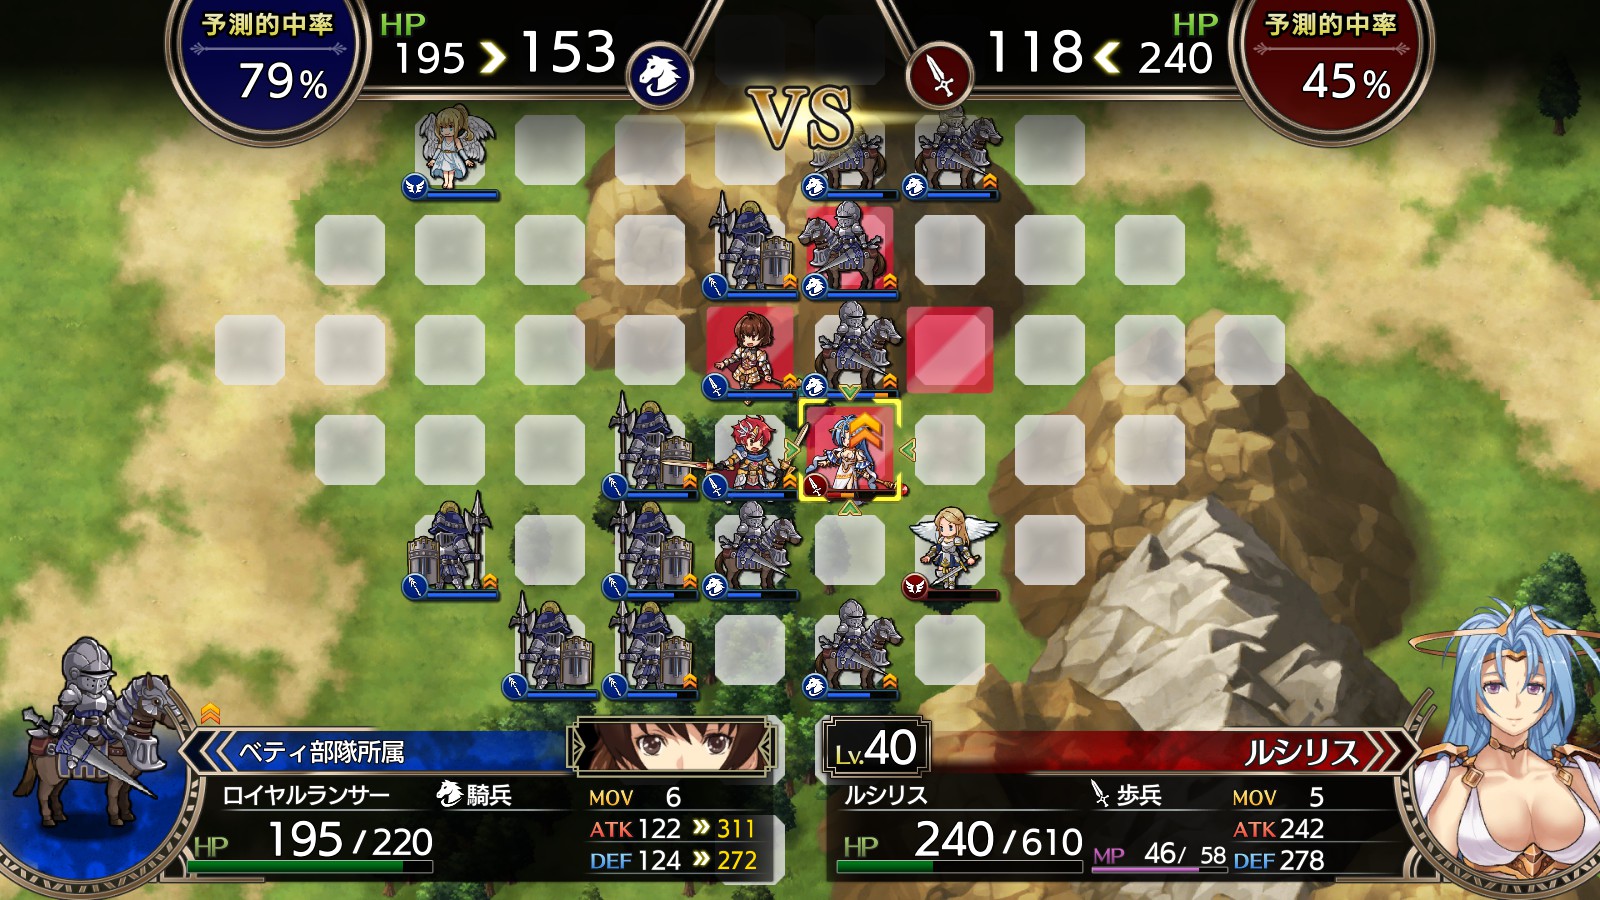 予測的中率
79%
HP
195 > 153
VS
HP
118 < 240
予測的中率
45%
ベティ部隊所属
ロイヤルランサー 騎兵
HP 195/220
MOV 6
ATK 122 » 311
DEF 124 » 272
Lv.40 ルシリス
ルシリス 歩兵
HP 240/610
MP 46/ 58
MOV 5
ATK 242
DEF 278